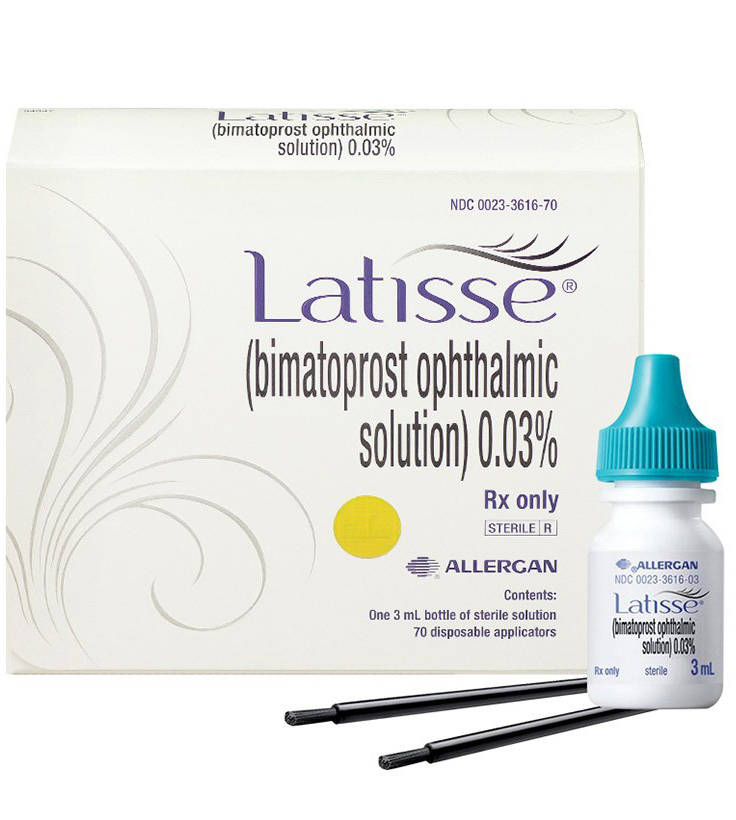 Latisse
(bimatoprost ophthalmic
solution) 0.03%
NDC 0023-3616-70
Latisse®
(bimatoprost ophthalmic
solution) 0.03%
Rx only
STERILE R
® ALLERGAN
Contents:
One 3 mL bottle of sterile solution
70 disposable applicators
® ALLERGAN
NDC 0023-3616-03
Latisse®
(bimatoprost ophthalmic
solution) 0.03%
Rx only sterile 3 mL